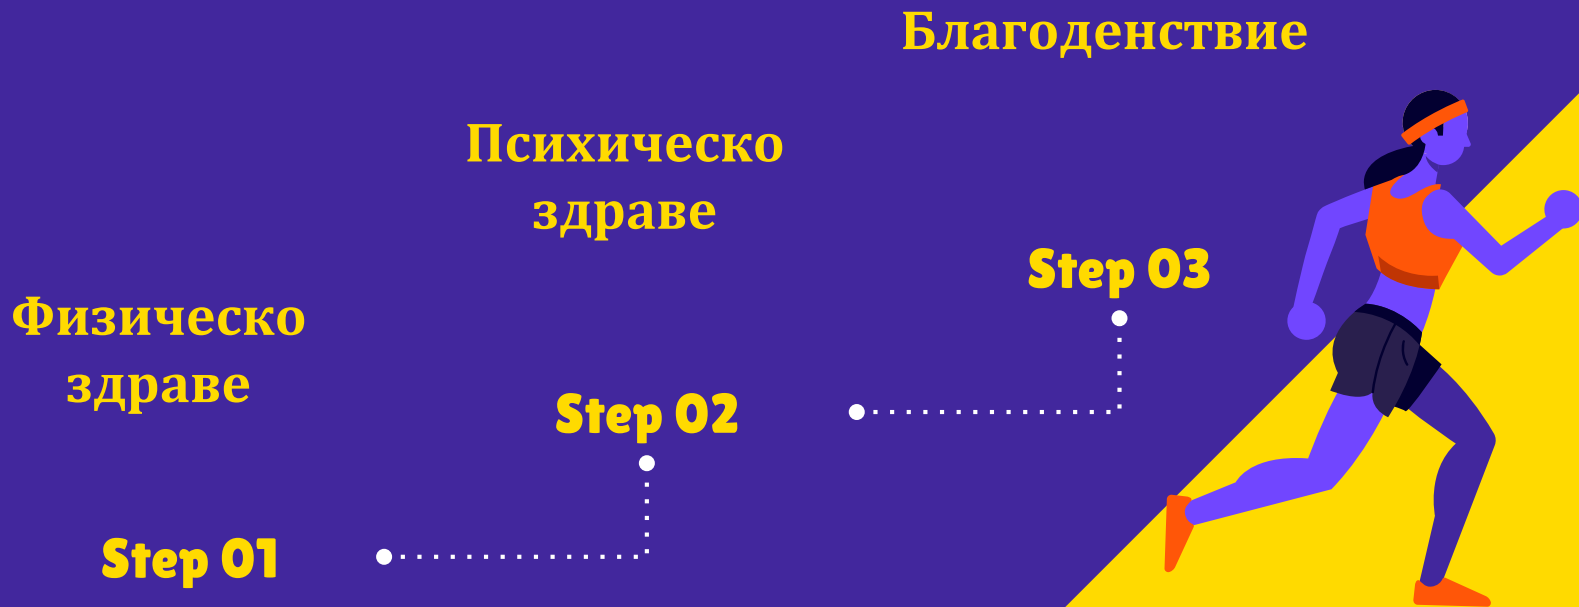 Благоденствие
Психическо
здраве
Step 03
Физическо
здраве
Step 02
Step 01